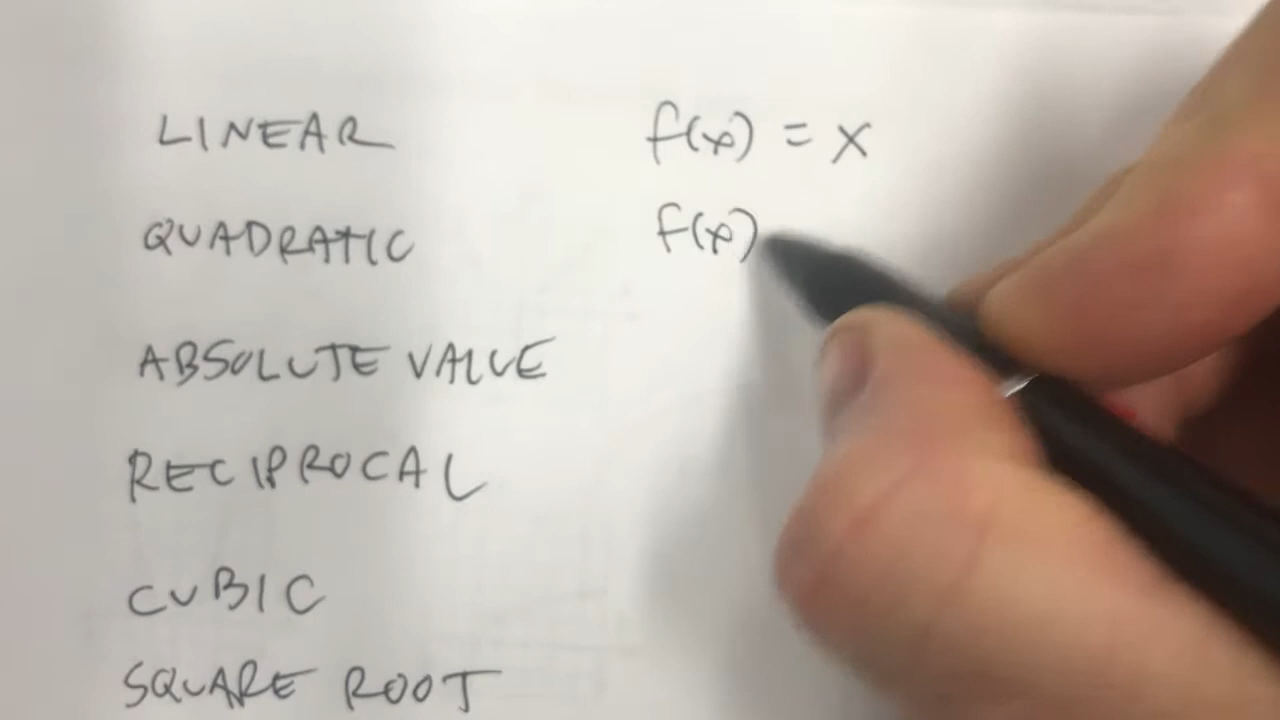 LINEAR f(x) = x
QUADRATIC f(x)
ABSOLUTE VALUE
RECIPROCAL
CUBIC
SQUARE ROOT